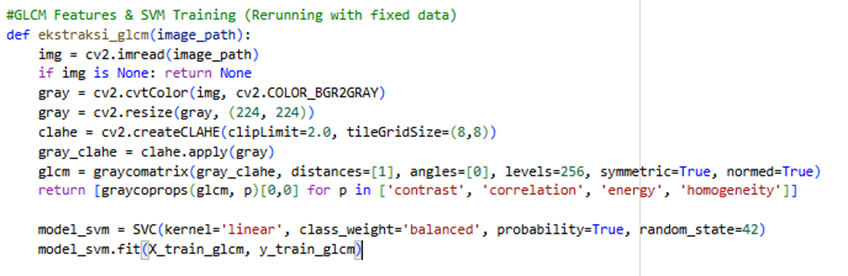 #GLCM Features & SVM Training (Rerunning with fixed data)
def ekstraksi_glcm(image_path):
    img = cv2.imread(image_path)
    if img is None: return None
    gray = cv2.cvtColor(img, cv2.COLOR_BGR2GRAY)
    gray = cv2.resize(gray, (224, 224))
    clahe = cv2.createCLAHE(clipLimit=2.0, tileGridSize=(8,8))
    gray_clahe = clahe.apply(gray)
    glcm = graycomatrix(gray_clahe, distances=[1], angles=[0], levels=256, symmetric=True, normed=True)
    return [graycoprops(glcm, p)[0,0] for p in ['contrast', 'correlation', 'energy', 'homogeneity']]

    model_svm = SVC(kernel='linear', class_weight='balanced', probability=True, random_state=42)
    model_svm.fit(X_train_glcm, y_train_glcm)